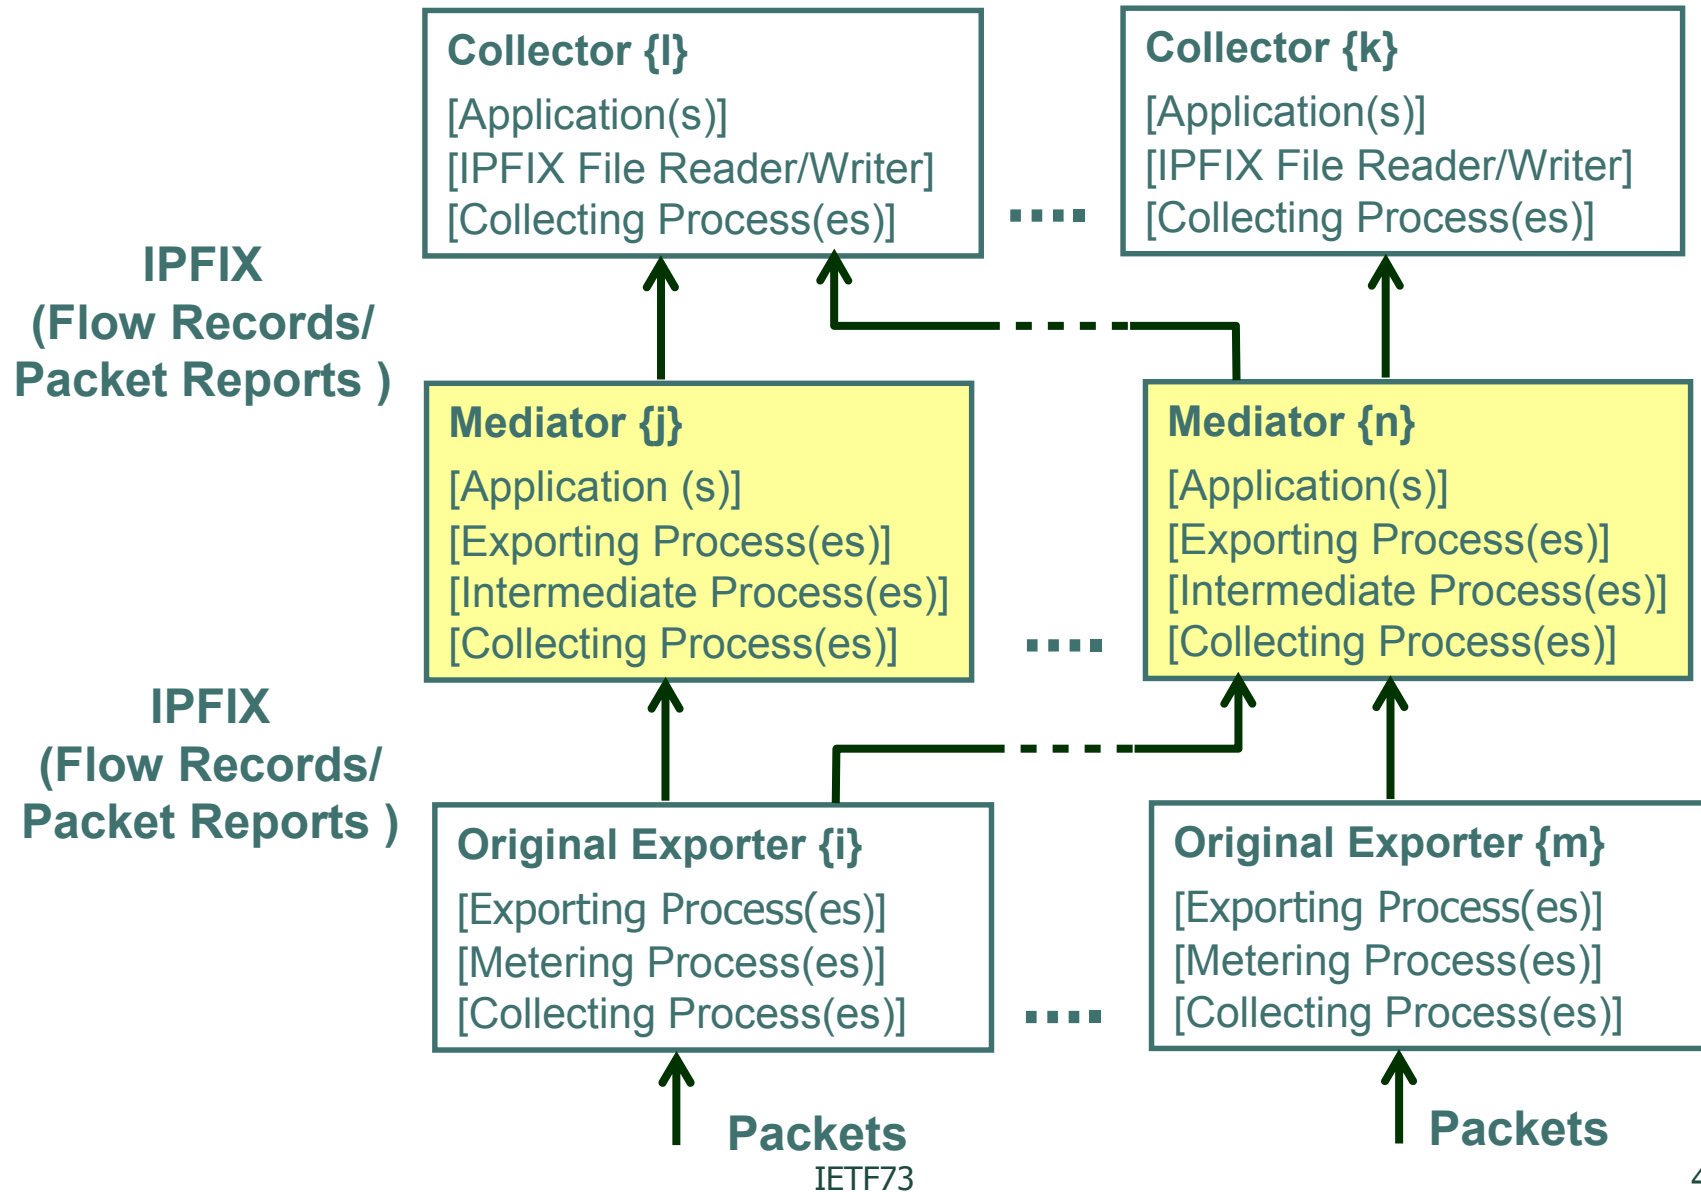 Collector {l}
[Application(s)]
[IPFIX File Reader/Writer]
[Collecting Process(es)]
Collector {k}
[Application(s)]
[IPFIX File Reader/Writer]
[Collecting Process(es)]
IPFIX
(Flow Records/
Packet Reports )
Mediator {j}
[Application (s)]
[Exporting Process(es)]
[Intermediate Process(es)]
[Collecting Process(es)]
Mediator {n}
[Application(s)]
[Exporting Process(es)]
[Intermediate Process(es)]
[Collecting Process(es)]
IPFIX
(Flow Records/
Packet Reports )
Original Exporter {i}
[Exporting Process(es)]
[Metering Process(es)]
[Collecting Process(es)]
Original Exporter {m}
[Exporting Process(es)]
[Metering Process(es)]
[Collecting Process(es)]
Packets
Packets
IETF73
4